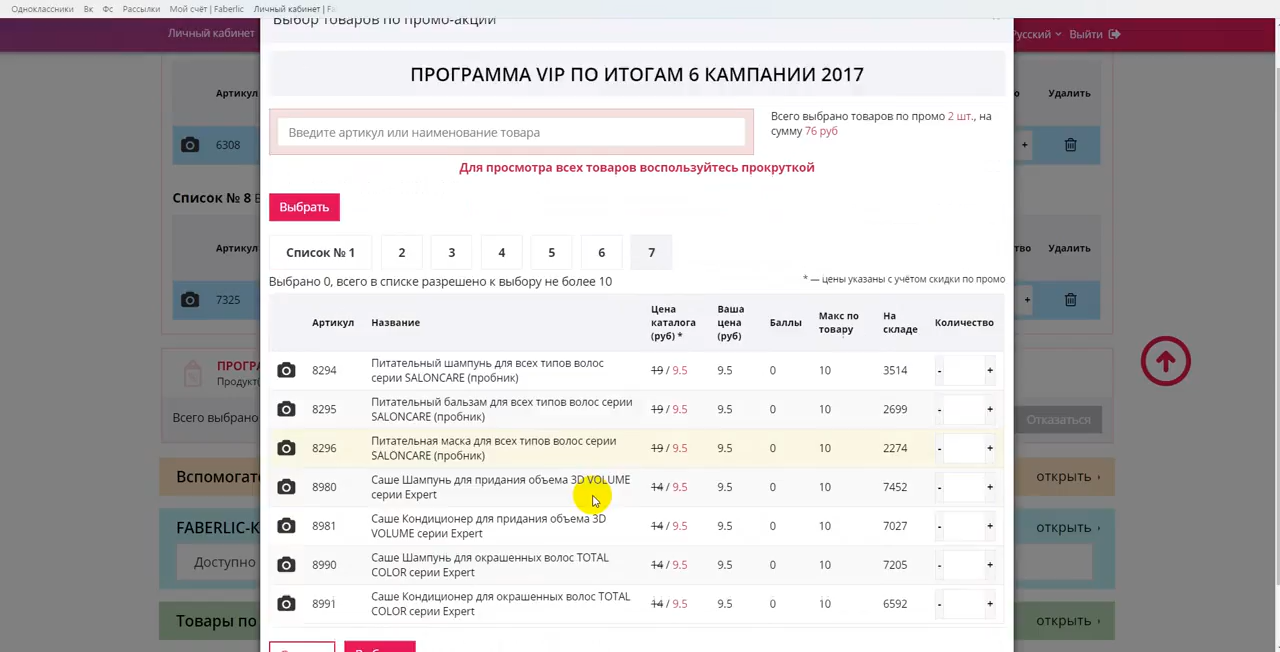 Одноклассники Вк Фс Рассылки Мой счёт | Faberlic Личный кабинет | Fa
Выбор товаров по промо-акции
Личный кабинет
Русский Выйти
ПРОГРАММА VIP ПО ИТОГАМ 6 КАМПАНИИ 2017
Введите артикул или наименование товара
Всего выбрано товаров по промо 2 шт., на
сумму 76 руб
Для просмотра всех товаров воспользуйтесь прокруткой
Выбрать
Список № 1 2 3 4 5 6 7
Выбрано 0, всего в списке разрешено к выбору не более 10
* — цены указаны с учётом скидки по промо
Артикул Название Цена каталога (руб) * Ваша цена (руб) Баллы Макс по товару На складе Количество
8294 Питательный шампунь для всех типов волос
серии SALONCARE (пробник) 19 / 9.5 9.5 0 10 3514 - +
8295 Питательный бальзам для всех типов волос серии
SALONCARE (пробник) 19 / 9.5 9.5 0 10 2699 - +
8296 Питательная маска для всех типов волос серии
SALONCARE (пробник) 19 / 9.5 9.5 0 10 2274 - +
8980 Саше Шампунь для придания объема 3D VOLUME
серии Expert 14 / 9.5 9.5 0 10 7452 - +
8981 Саше Кондиционер для придания объема 3D
VOLUME серии Expert 14 / 9.5 9.5 0 10 7027 - +
8990 Саше Шампунь для окрашенных волос TOTAL
COLOR серии Expert 14 / 9.5 9.5 0 10 7205 - +
8991 Саше Кондиционер для окрашенных волос TOTAL
COLOR серии Expert 14 / 9.5 9.5 0 10 6592 - +
Артикул
Удалить
6308
+
Список № 8
Артикул
Удалить
7325
+
ПРОГР
Продукт
Всего выбрано
Отказаться
Вспомогат
открыть ›
FABERLIC-К
открыть ›
Доступно
Товары по
открыть ›